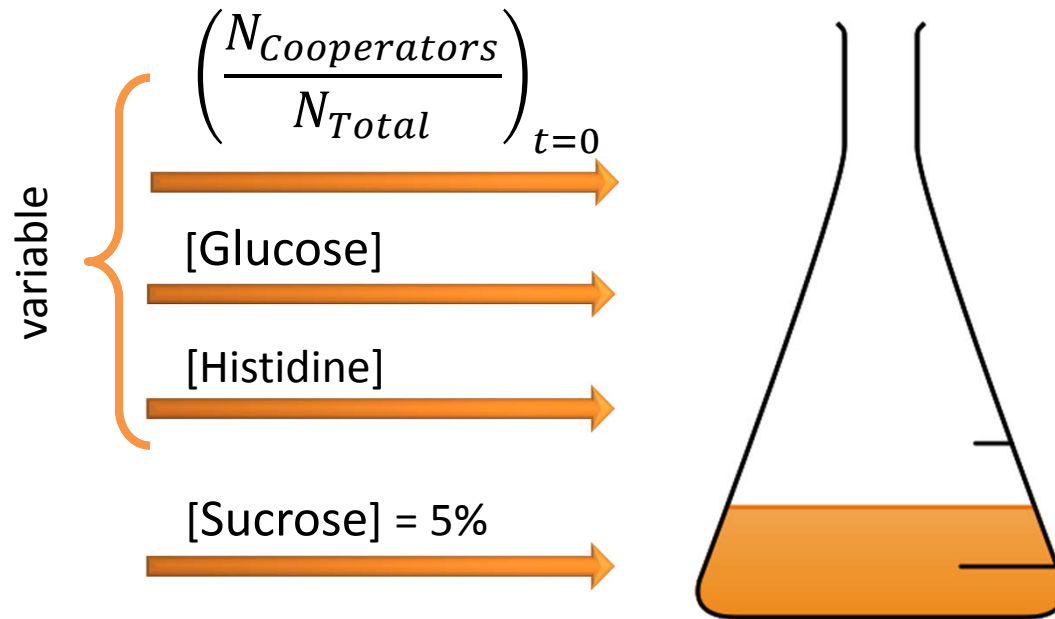 variable
(N_Cooperators / N_Total)_{t=0}
[Glucose]
[Histidine]
[Sucrose] = 5%